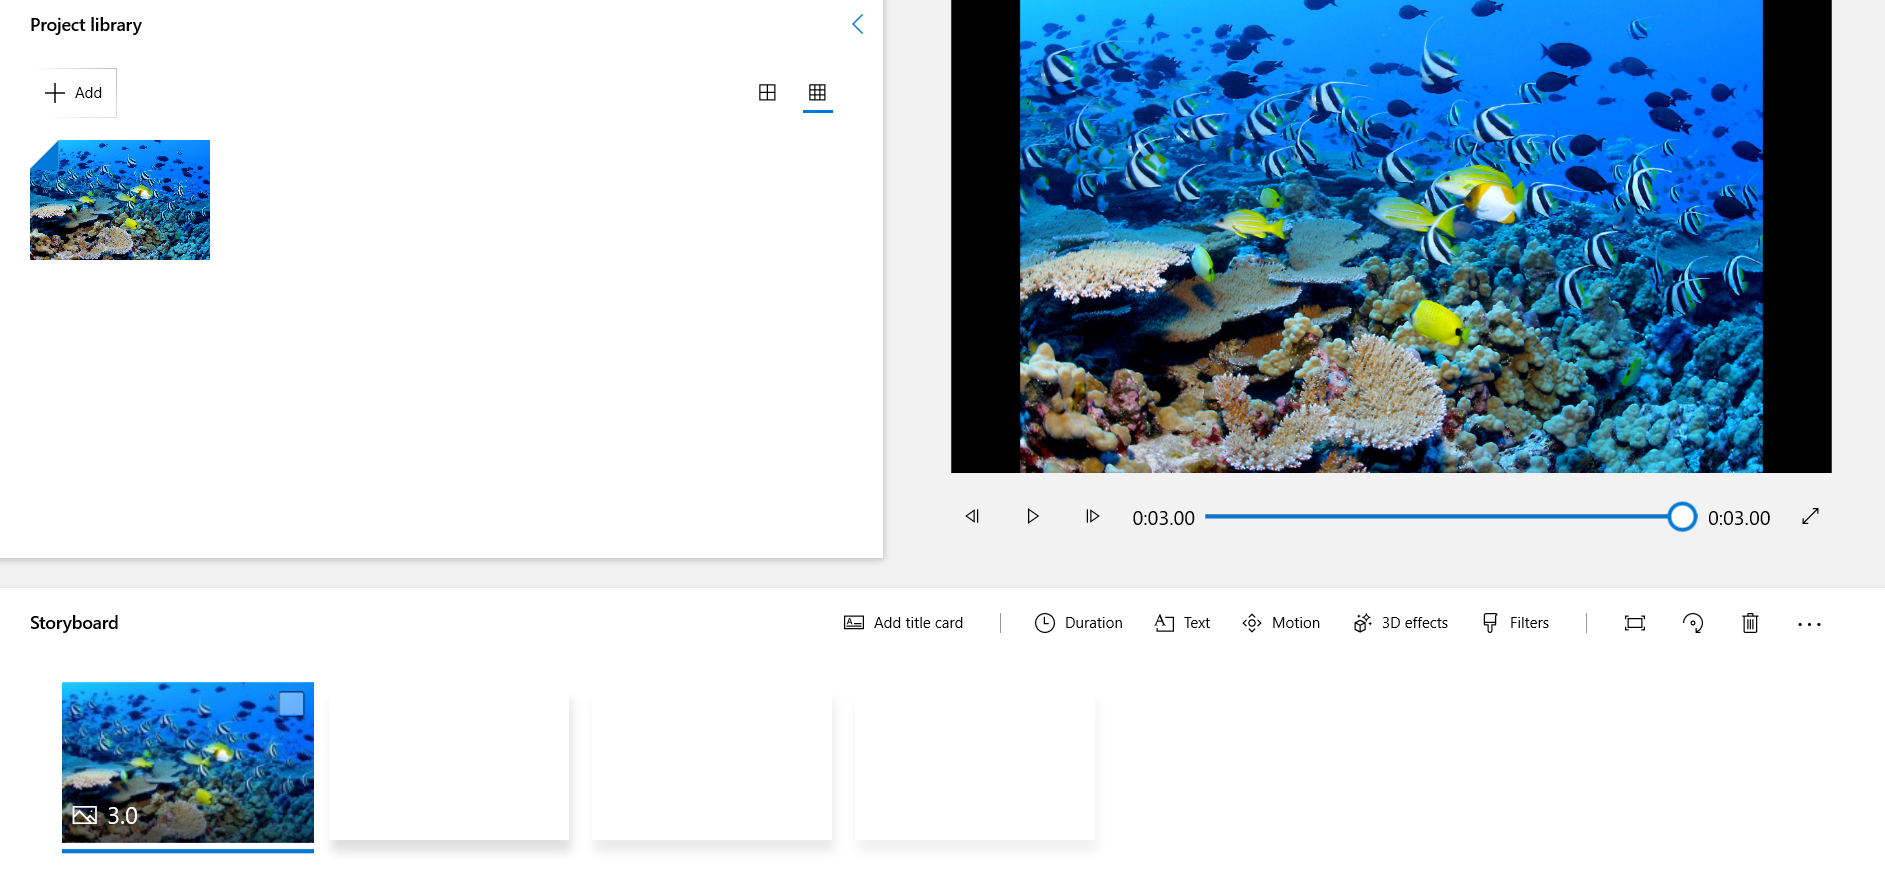 Project library
Add
0:03.00
0:03.00
Storyboard
Add title card
Duration
Text
Motion
3D effects
Filters
3.0